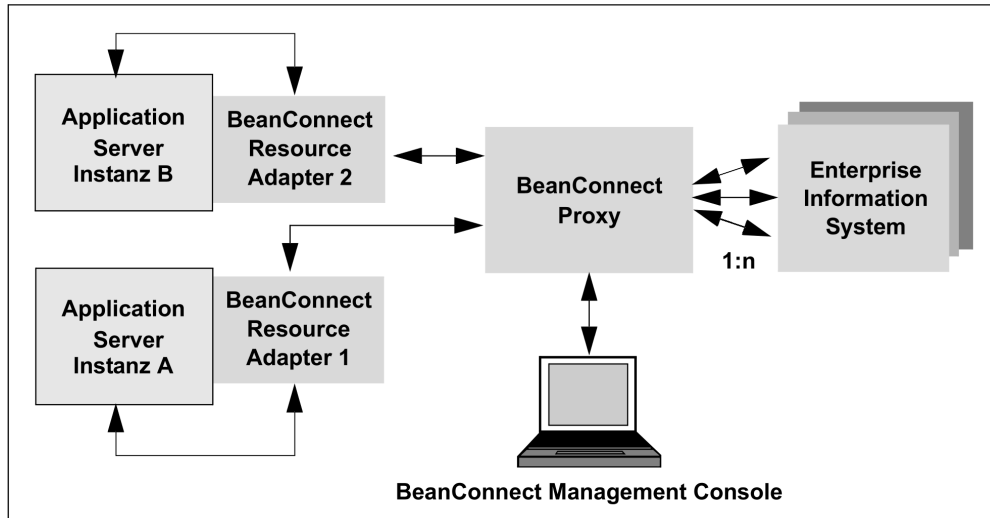 Application
Server
Instanz B
BeanConnect
Resource
Adapter 2
BeanConnect
Proxy
Enterprise
Information
System
1:n
Application
Server
Instanz A
BeanConnect
Resource
Adapter 1
BeanConnect Management Console